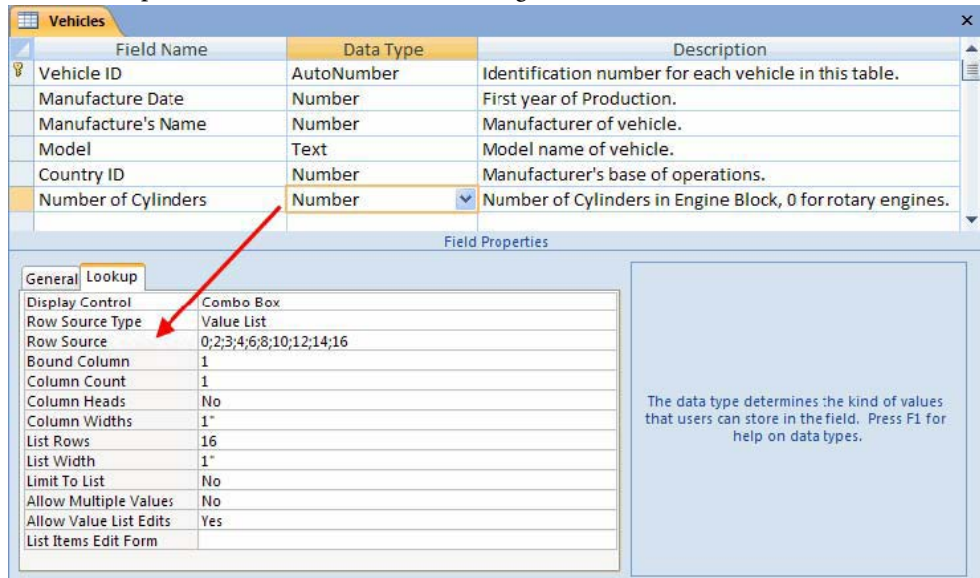 Vehicles
Field Name Data Type Description
Vehicle ID AutoNumber Identification number for each vehicle in this table.
Manufacture Date Number First year of Production.
Manufacture's Name Number Manufacturer of vehicle.
Model Text Model name of vehicle.
Country ID Number Manufacturer's base of operations.
Number of Cylinders Number Number of Cylinders in Engine Block, 0 for rotary engines.
Field Properties
General Lookup
Display Control Combo Box
Row Source Type Value List
Row Source 0;2;3;4;6;8;10;12;14;16
Bound Column 1
Column Count 1
Column Heads No
Column Widths 1"
List Rows 16
List Width 1"
Limit To List No
Allow Multiple Values No
Allow Value List Edits Yes
List Items Edit Form
The data type determines the kind of values
that users can store in the field. Press F1 for
help on data types.